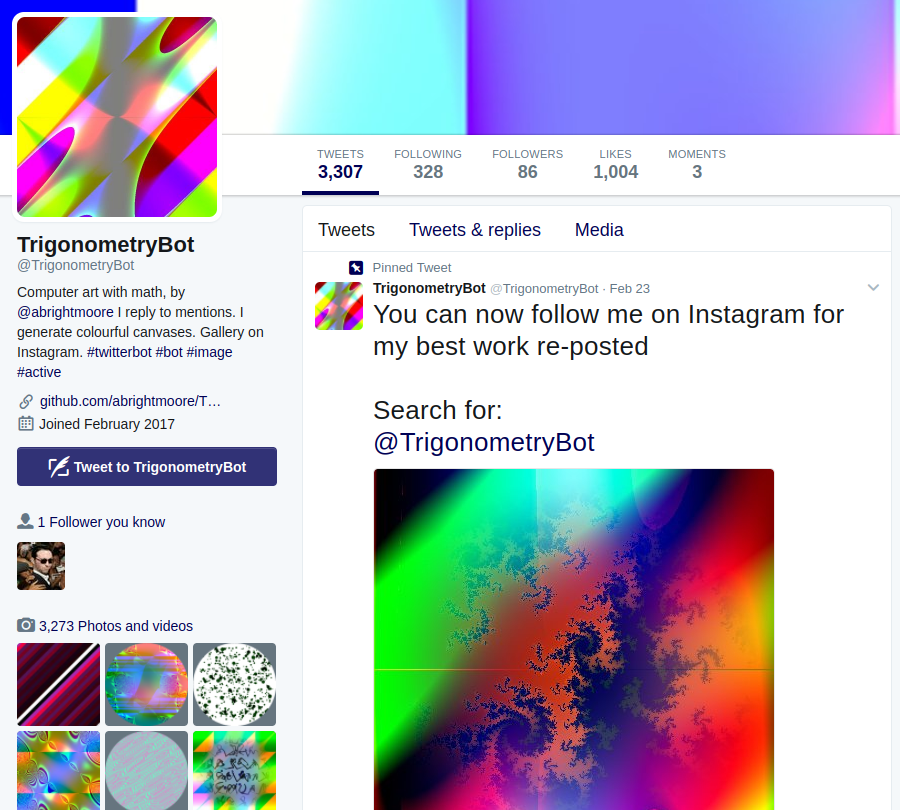 TWEETS FOLLOWING FOLLOWERS LIKES MOMENTS
3,307 328 86 1,004 3
TrigonometryBot
@TrigonometryBot
Computer art with math, by
@abrightmoore I reply to mentions. I
generate colourful canvases. Gallery on
Instagram. #twitterbot #bot #image
#active
github.com/abrightmoore/T…
Joined February 2017
Tweet to TrigonometryBot
1 Follower you know
3,273 Photos and videos
Tweets Tweets & replies Media
Pinned Tweet
TrigonometryBot @TrigonometryBot · Feb 23
You can now follow me on Instagram for
my best work re-posted
Search for:
@TrigonometryBot